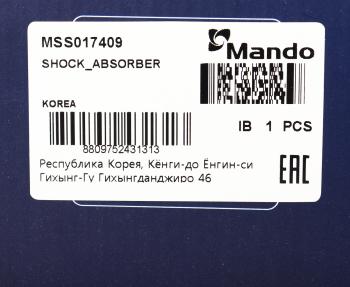 MSS017409
SHOCK_ABSORBER
Mando
KOREA
IB 1 PCS
8809752431313
Республика Корея, Кёнги-до Ёнгин-си
Гихынг-Гу Гихынгданджиро 46
EAC